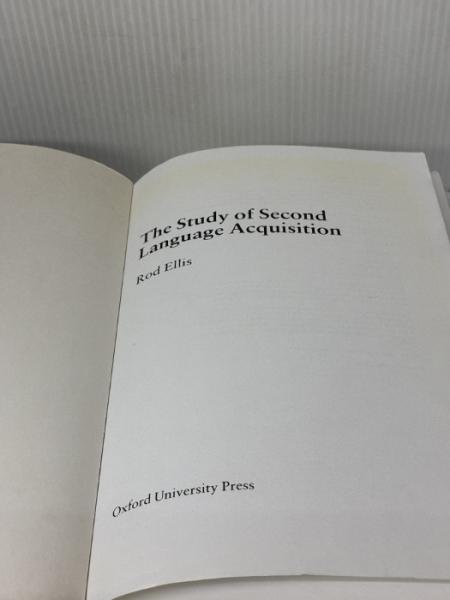 The Study of Second
Language Acquisition
Rod Ellis
Oxford University Press